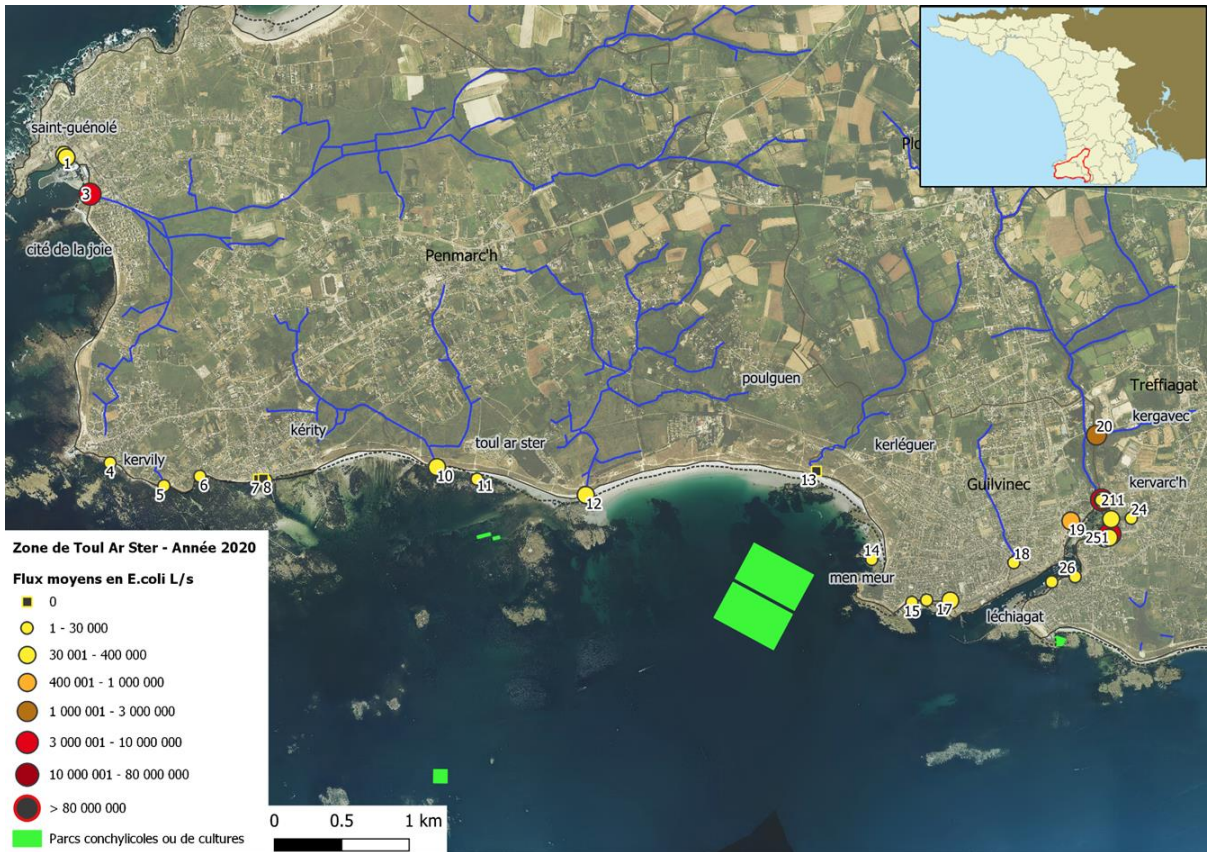 saint-guénolé
1
3
cité de la joie
Penmarc'h
Plo
poulguen
Treffiagat
kergavec
20
kérity
toul ar ster
kerléguer
kervily
4
5
6
7 8
10
11
12
13
Guilvinec
kervarc'h
211
24
19
251
14
men meur
18
26
15
17
léchiagat
Zone de Toul Ar Ster - Année 2020
Flux moyens en E.coli L/s
0
1 - 30 000
30 001 - 400 000
400 001 - 1 000 000
1 000 001 - 3 000 000
3 000 001 - 10 000 000
10 000 001 - 80 000 000
> 80 000 000
Parcs conchylicoles ou de cultures
0 0.5 1 km